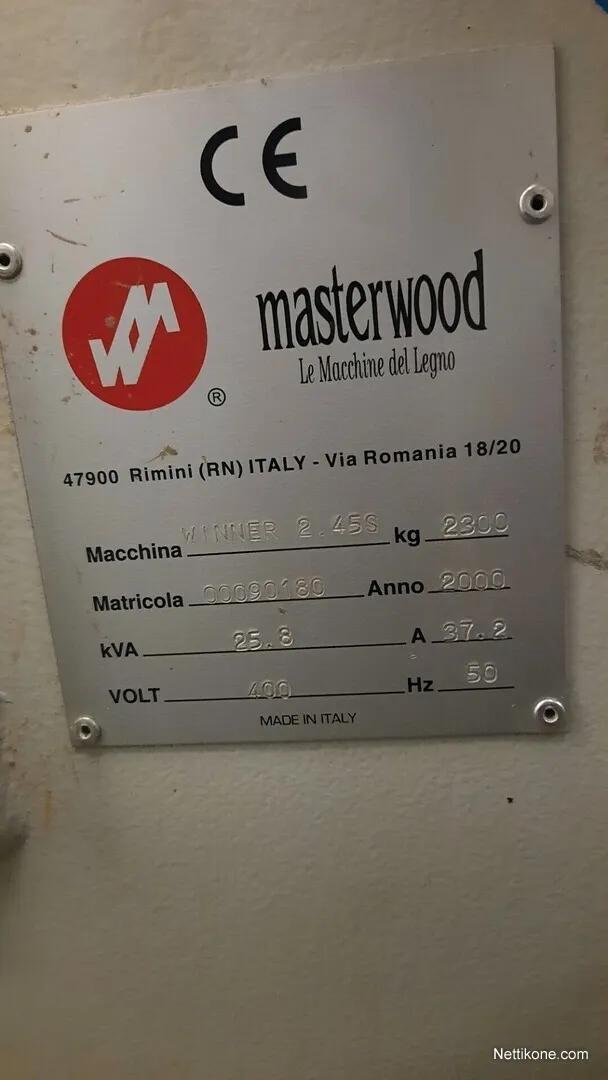 CE
MW
®
masterwood
Le Macchine del Legno
47900 Rimini (RN) ITALY - Via Romania 18/20
Macchina WINNER 2.45S kg 2300
Matricola 00090180 Anno 2000
kVA 25.8 A 37.2
VOLT 400 Hz 50
MADE IN ITALY
Nettikone.com